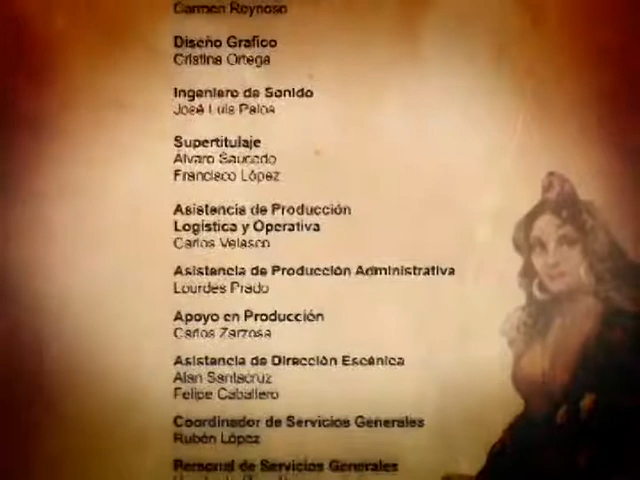 Carmen Reynoso
Diseño Grafico
Cristina Ortega
Ingeniero de Sonido
José Luis Palos
Supertitulaje
Alvaro Saucedo
Francisco López
Asistencia de Producción
Logística y Operativa
Carlos Velasco
Asistencia de Producción Administrativa
Lourdes Prado
Apoyo en Producción
Carlos Zarzosa
Asistencia de Dirección Escénica
Alan Santacruz
Felipe Caballero
Coordinador de Servicios Generales
Rubén López
Personal de Servicios Generales